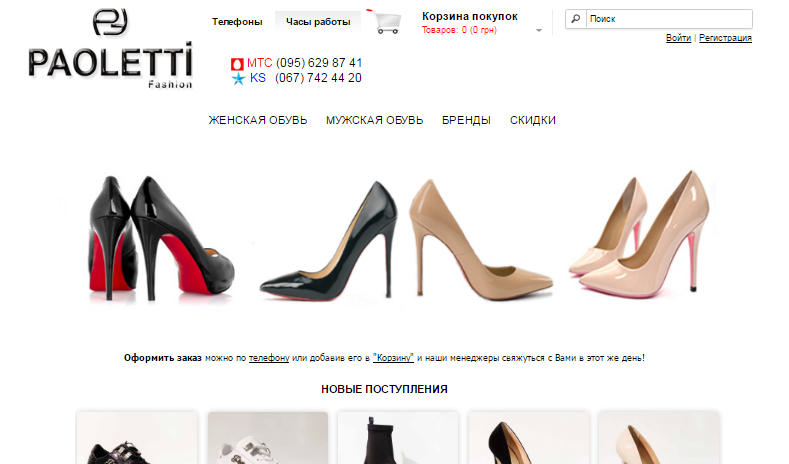 PAOLETTI
Fashion
Телефоны
Часы работы
Корзина покупок
Товаров: 0 (0 грн)
Поиск
Войти | Регистрация
МТС (095) 629 87 41
KS (067) 742 44 20
ЖЕНСКАЯ ОБУВЬ МУЖСКАЯ ОБУВЬ БРЕНДЫ СКИДКИ
Оформить заказ можно по телефону или добавив его в "Корзину" и наши менеджеры свяжуться с Вами в этот же день!
НОВЫЕ ПОСТУПЛЕНИЯ